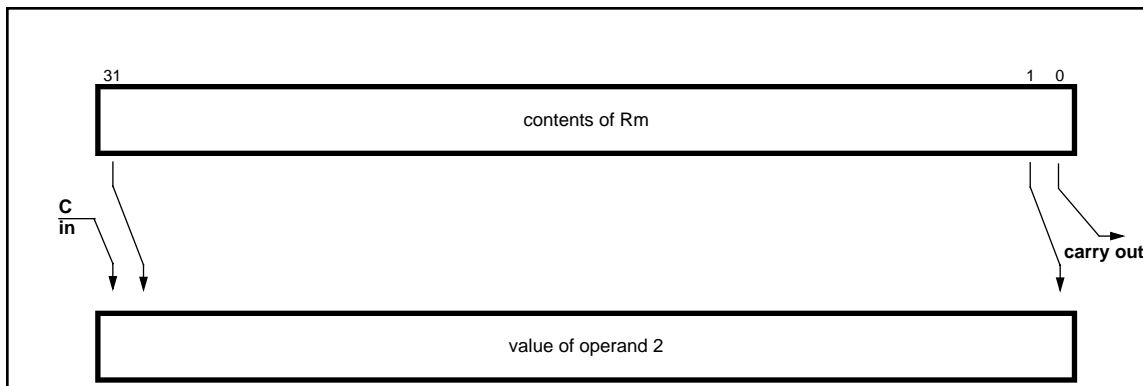 31
1
0
contents of Rm
C
in
carry out
value of operand 2